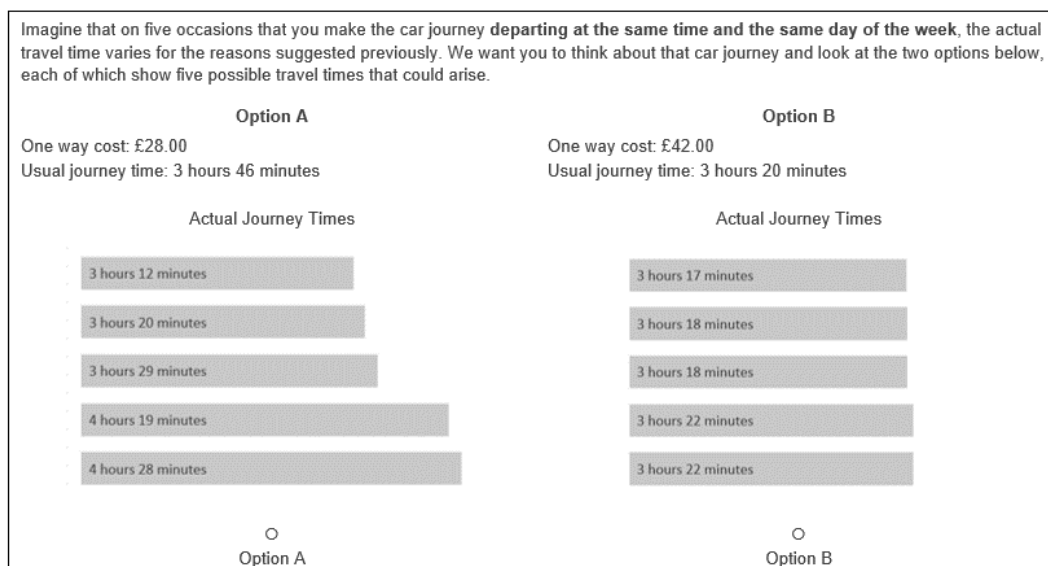 Imagine that on five occasions that you make the car journey departing at the same time and the same day of the week, the actual
travel time varies for the reasons suggested previously. We want you to think about that car journey and look at the two options below,
each of which show five possible travel times that could arise.
Option A
One way cost: £28.00
Usual journey time: 3 hours 46 minutes
Actual Journey Times
3 hours 12 minutes
3 hours 20 minutes
3 hours 29 minutes
4 hours 19 minutes
4 hours 28 minutes
Option A
Option B
One way cost: £42.00
Usual journey time: 3 hours 20 minutes
Actual Journey Times
3 hours 17 minutes
3 hours 18 minutes
3 hours 18 minutes
3 hours 22 minutes
3 hours 22 minutes
Option B